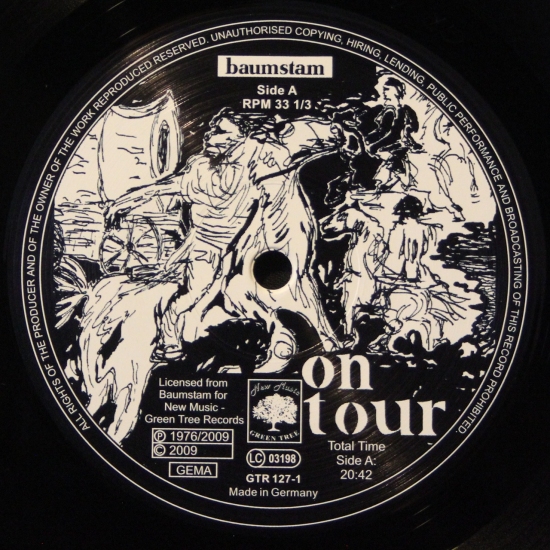 ALL RIGHTS OF THE PRODUCER AND OF THE OWNER OF THE WORK REPRODUCED RESERVED. UNAUTHORISED COPYING, HIRING, LENDING, PUBLIC PERFORMANCE AND BROADCASTING OF THIS RECORD PROHIBITED.
baumstam
Side A
RPM 33 1/3
on
tour
Licensed from
Baumstam for
New Music -
Green Tree Records
Ⓟ 1976/2009
© 2009
GEMA
New Music
GREEN TREE
LC 03198
GTR 127-1
Made in Germany
Total Time
Side A:
20:42